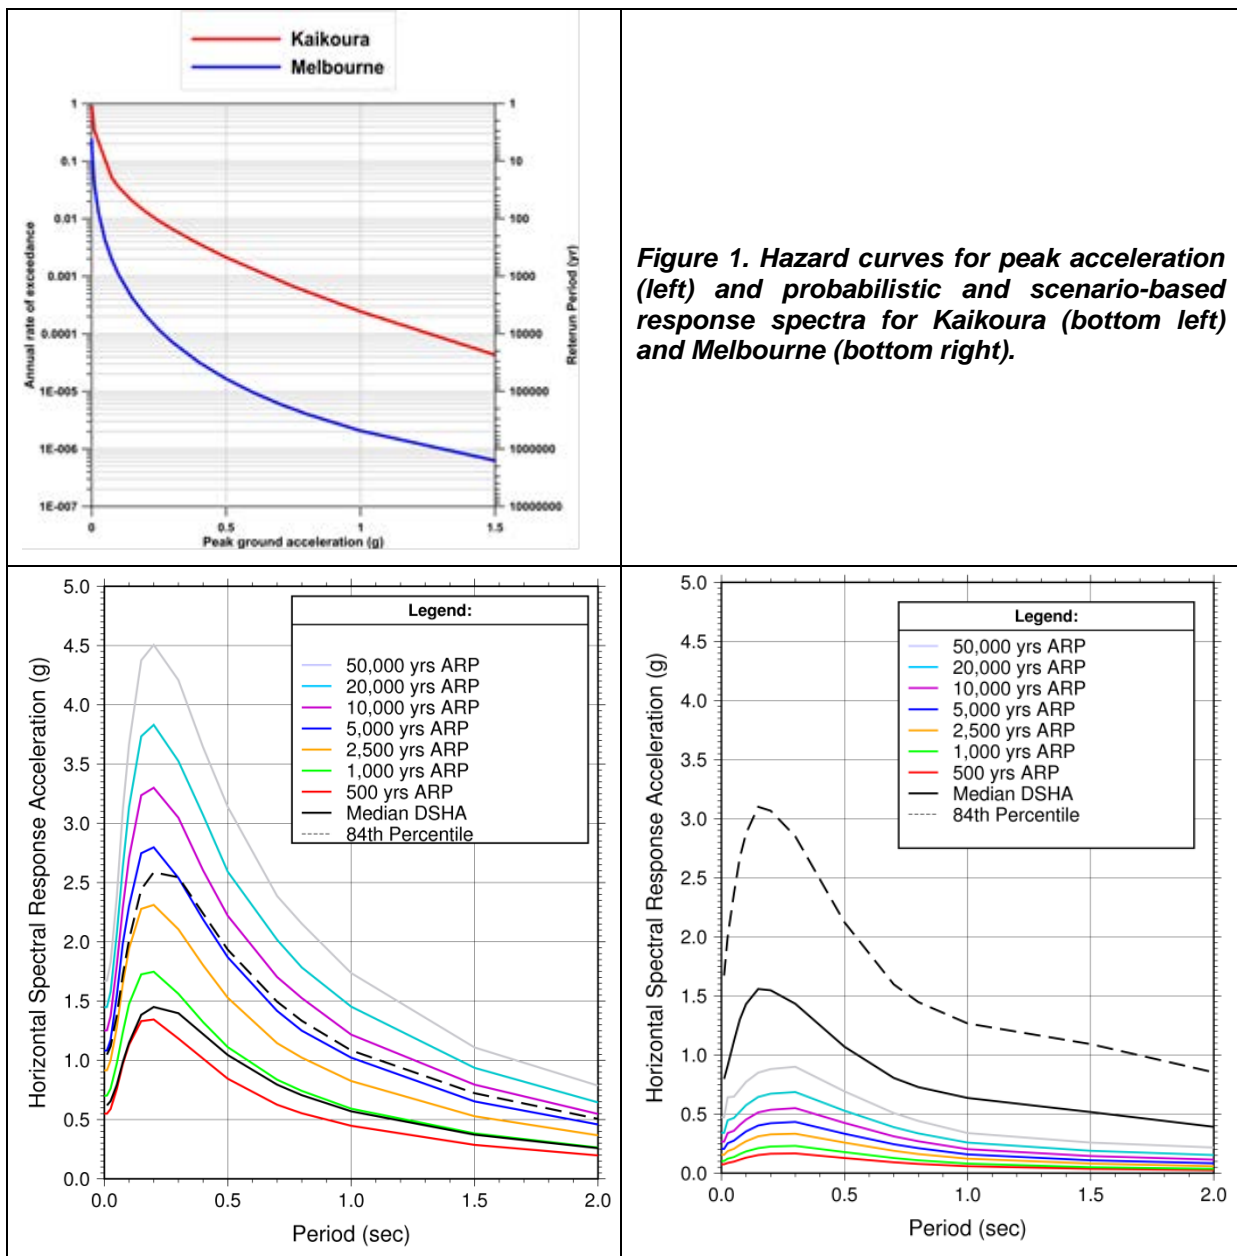 Kaikoura
Melbourne
1
0.1
0.01
0.001
0.0001
1E-005
1E-006
1E-007
Annual rate of exceedance
1
10
100
1000
10000
100000
1000000
10000000
Reterun Period (yr)
0
0.5
1
1.5
Peak ground acceleration (g)
Figure 1. Hazard curves for peak acceleration
(left) and probabilistic and scenario-based
response spectra for Kaikoura (bottom left)
and Melbourne (bottom right).
5.0
4.5
4.0
3.5
3.0
2.5
2.0
1.5
1.0
0.5
0.0
Horizontal Spectral Response Acceleration (g)
Legend:
50,000 yrs ARP
20,000 yrs ARP
10,000 yrs ARP
5,000 yrs ARP
2,500 yrs ARP
1,000 yrs ARP
500 yrs ARP
Median DSHA
84th Percentile
0.0
0.5
1.0
1.5
2.0
Period (sec)
5.0
4.5
4.0
3.5
3.0
2.5
2.0
1.5
1.0
0.5
0.0
Horizontal Spectral Response Acceleration (g)
Legend:
50,000 yrs ARP
20,000 yrs ARP
10,000 yrs ARP
5,000 yrs ARP
2,500 yrs ARP
1,000 yrs ARP
500 yrs ARP
Median DSHA
84th Percentile
0.0
0.5
1.0
1.5
2.0
Period (sec)